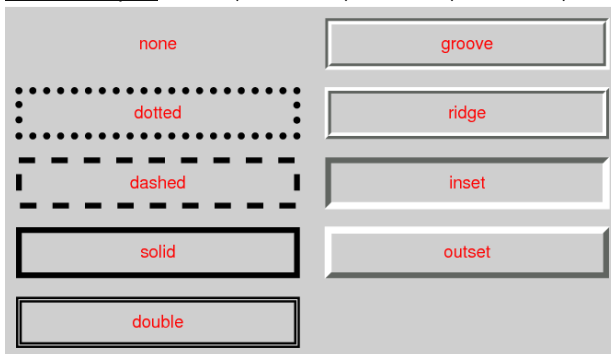 none
groove
dotted
ridge
dashed
inset
solid
outset
double